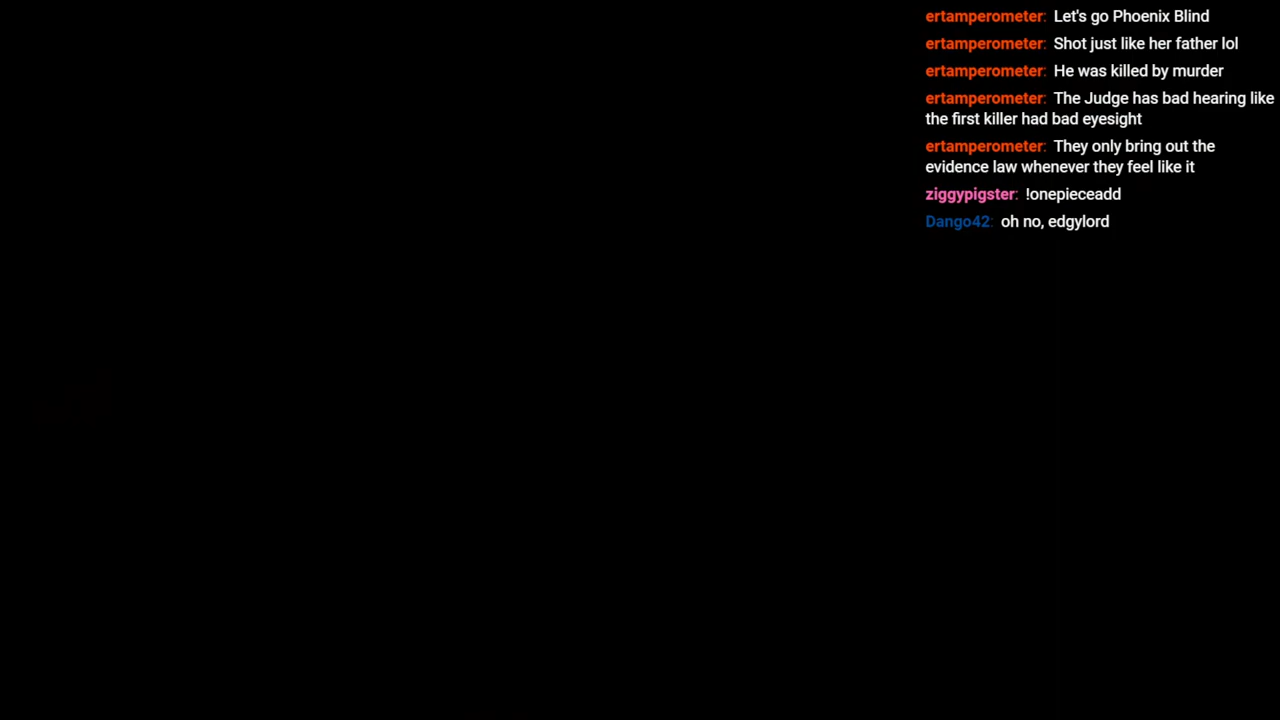 ertamperometer: Let's go Phoenix Blind
ertamperometer: Shot just like her father lol
ertamperometer: He was killed by murder
ertamperometer: The Judge has bad hearing like
the first killer had bad eyesight
ertamperometer: They only bring out the
evidence law whenever they feel like it
ziggypigster: !onepieceadd
Dango42: oh no, edgylord